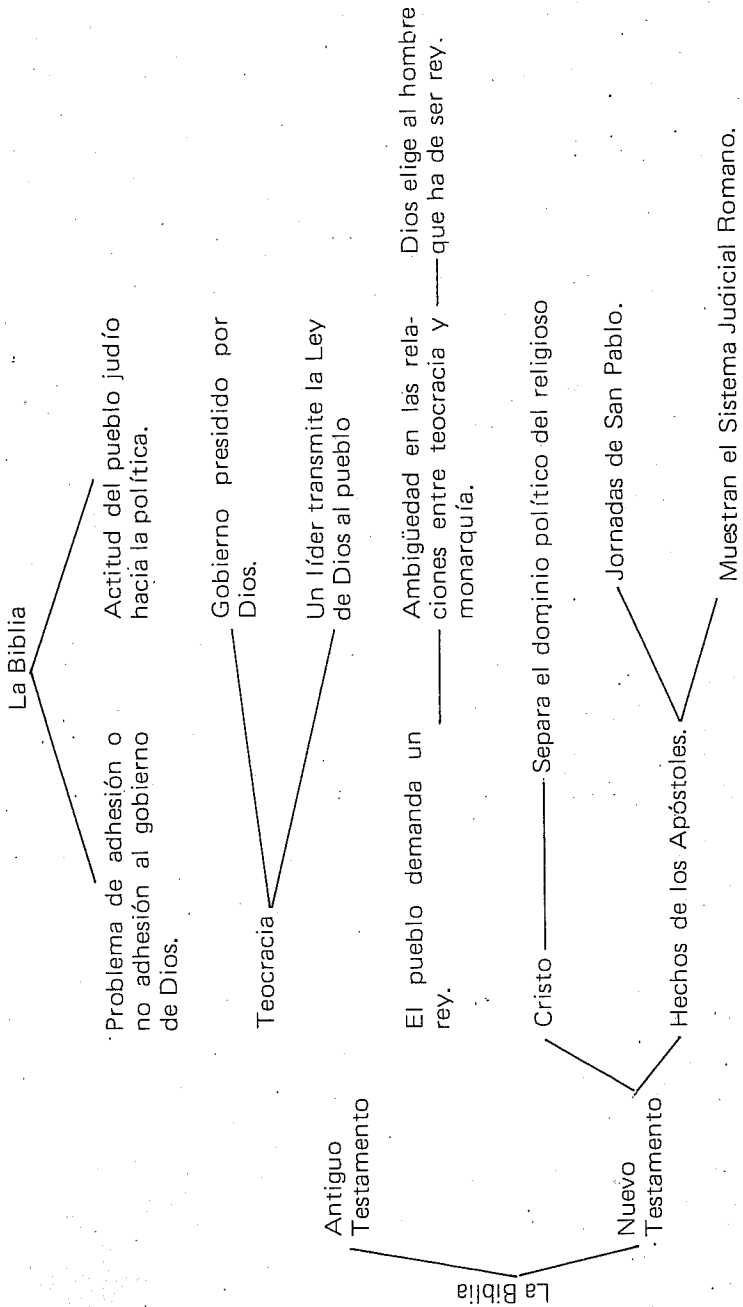 La Biblia
Problema de adhesión o
no adhesión al gobierno
de Dios.
Actitud del pueblo judío
hacia la política.
La Biblia
Antiguo
Testamento
Teocracia
Gobierno presidido por
Dios.
Un líder transmite la Ley
de Dios al pueblo
El pueblo demanda un
rey.
Ambigüedad en las rela-
ciones entre teocracia y
monarquía.
Dios elige al hombre
que ha de ser rey.
Nuevo
Testamento
Cristo
Separa el dominio político del religioso
Hechos de los Apóstoles.
Jornadas de San Pablo.
Muestran el Sistema Judicial Romano.